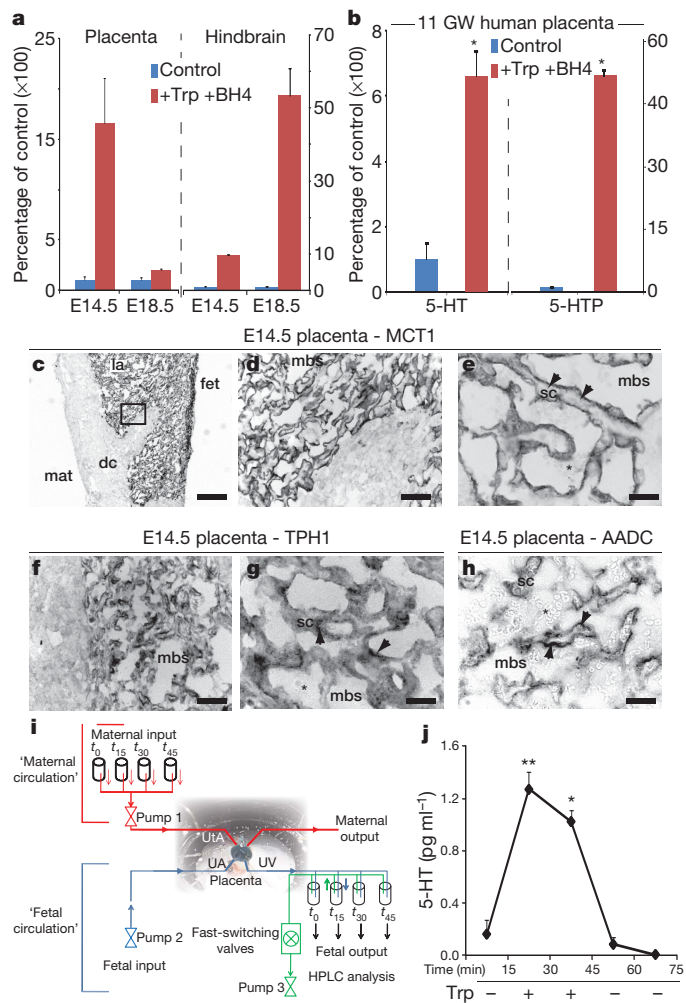 a
Placenta Hindbrain
Control
+Trp +BH4
Percentage of control (×100)
25
15
5
0
70
50
30
10
0
E14.5 E18.5 E14.5 E18.5
b
11 GW human placenta
Control
+Trp +BH4
Percentage of control (×100)
8
6
4
2
0
60
45
30
15
0
* *
5-HT 5-HTP
E14.5 placenta - MCT1
c
la
fet
dc
mat
d
mbs
e
mbs
sc
*
E14.5 placenta - TPH1
E14.5 placenta - AADC
f
mbs
g
sc
*
mbs
h
sc
*
mbs
i
Maternal input
t0 t15 t30 t45
'Maternal circulation'
Pump 1
UtA
Maternal output
UA UV
Placenta
'Fetal circulation'
Pump 2
Fetal input
Fast-switching valves
Pump 3
t0 t15 t30 t45
Fetal output
HPLC analysis
j
5-HT (pg ml−1)
1.6
1.2
0.4
0.0
** *
Time (min) 15 30 45 60 75
Trp − + + − −